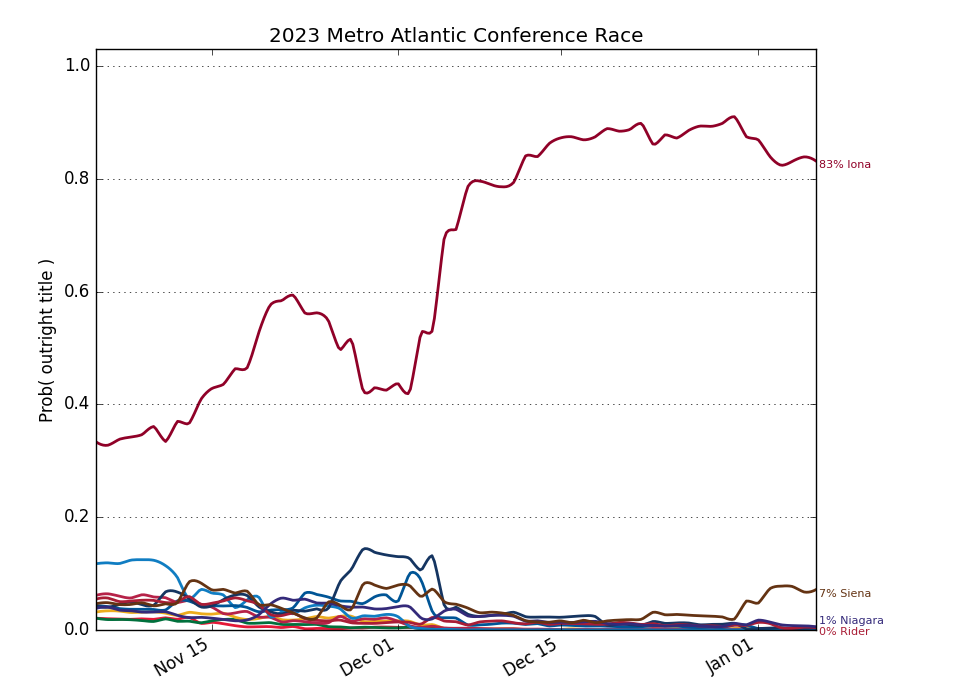 2023 Metro Atlantic Conference Race
1.0
0.8
0.6
0.4
0.2
0.0
Prob( outright title )
83% Iona
7% Siena
1% Niagara
0% Rider
Nov 15
Dec 01
Dec 15
Jan 01